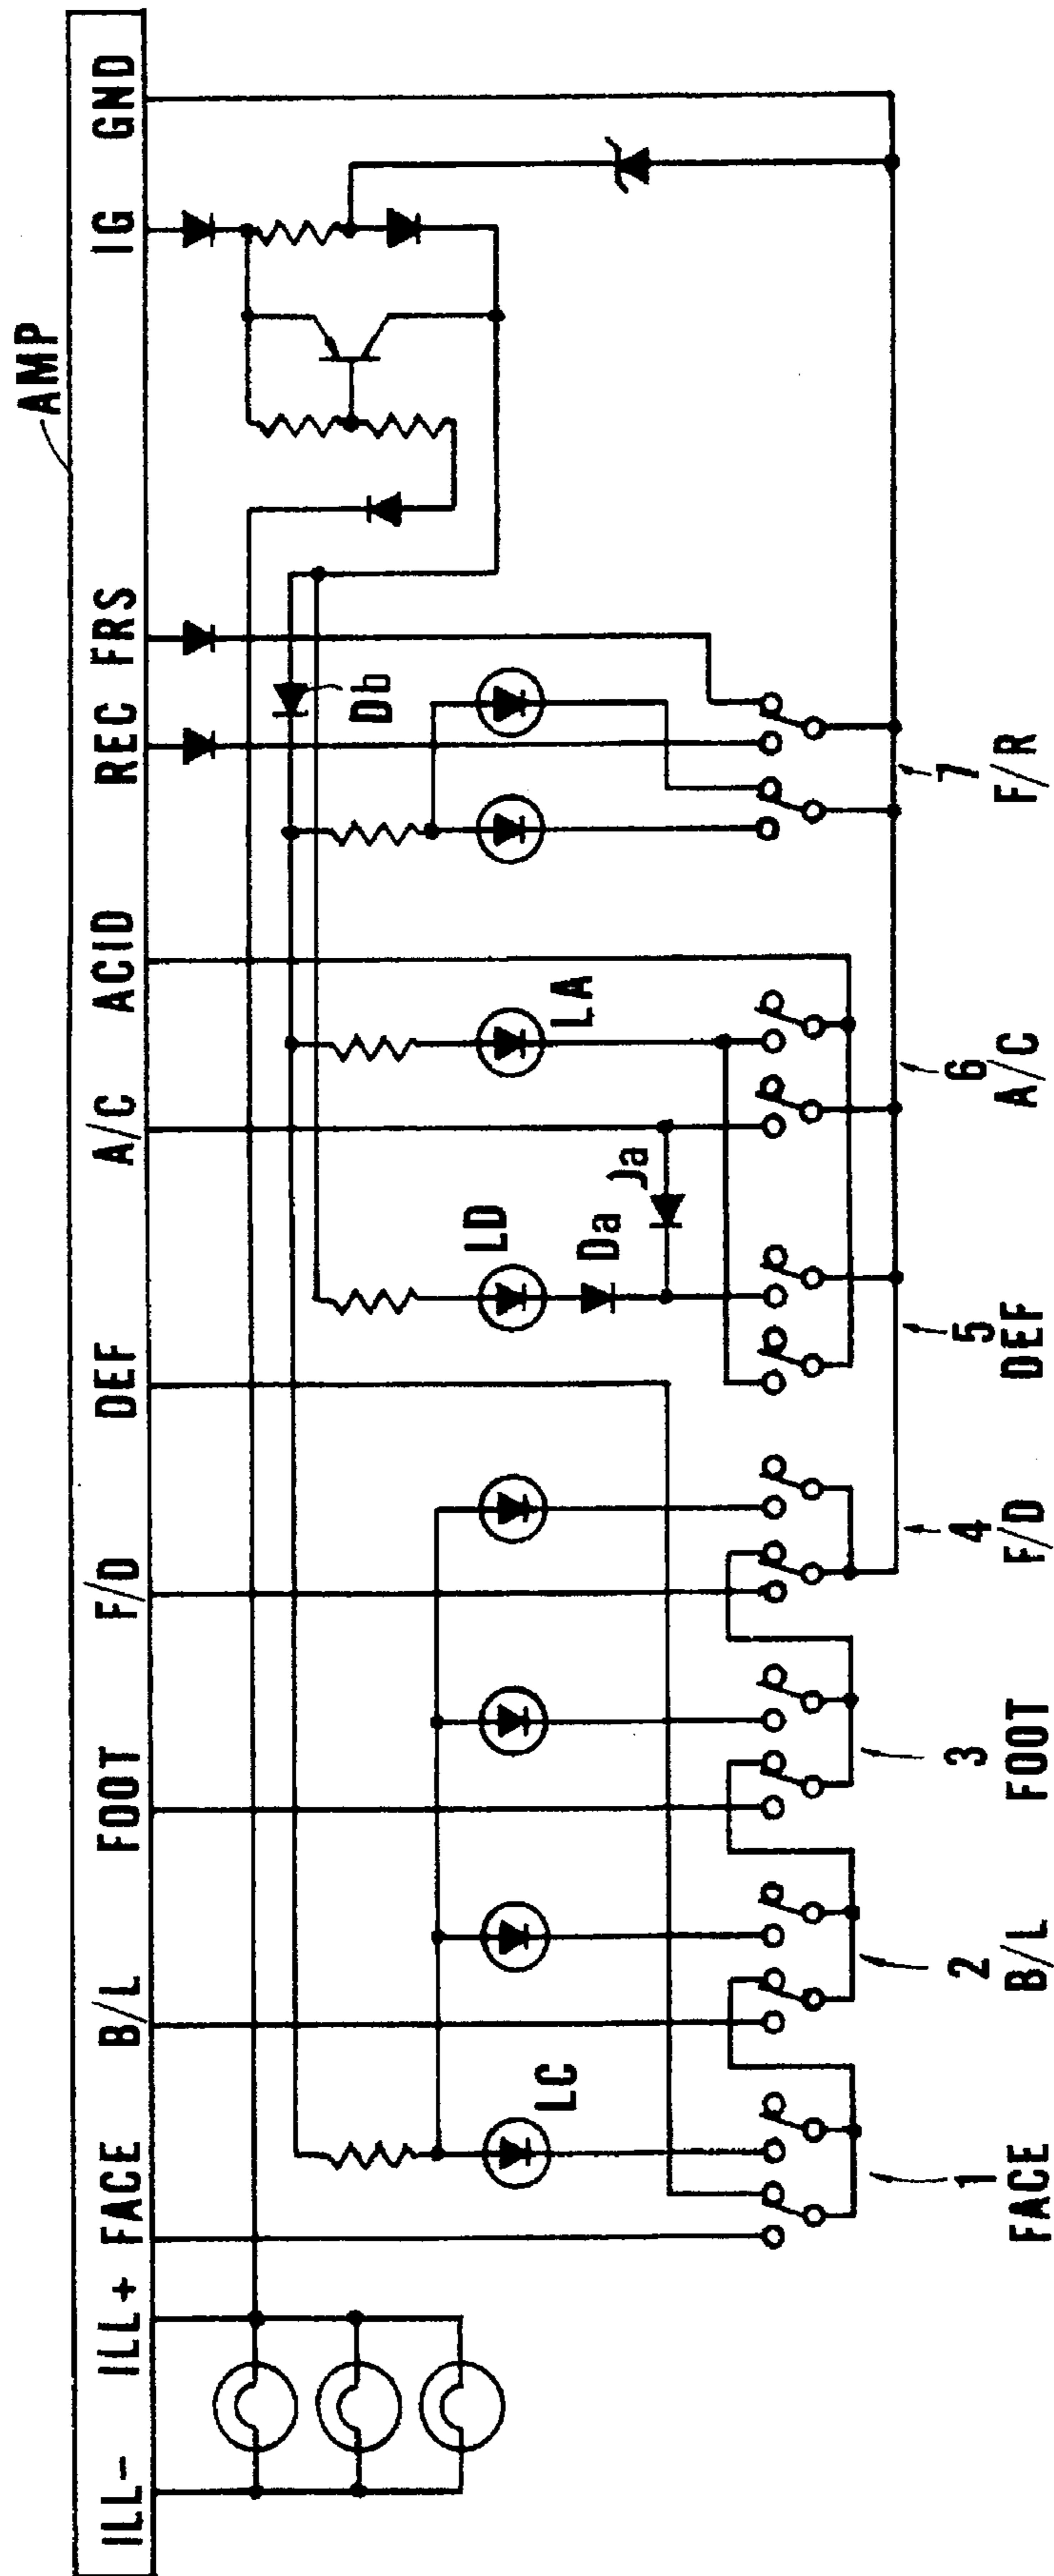 AMP
ILL-
ILL+
FACE
B/L
FOOT
F/D
DEF
A/C
ACID
REC
FRS
IG
GND
Db
LA
Ja
LD
Da
LC
1
FACE
2
B/L
3
FOOT
4
F/D
5
DEF
6
A/C
7
F/R